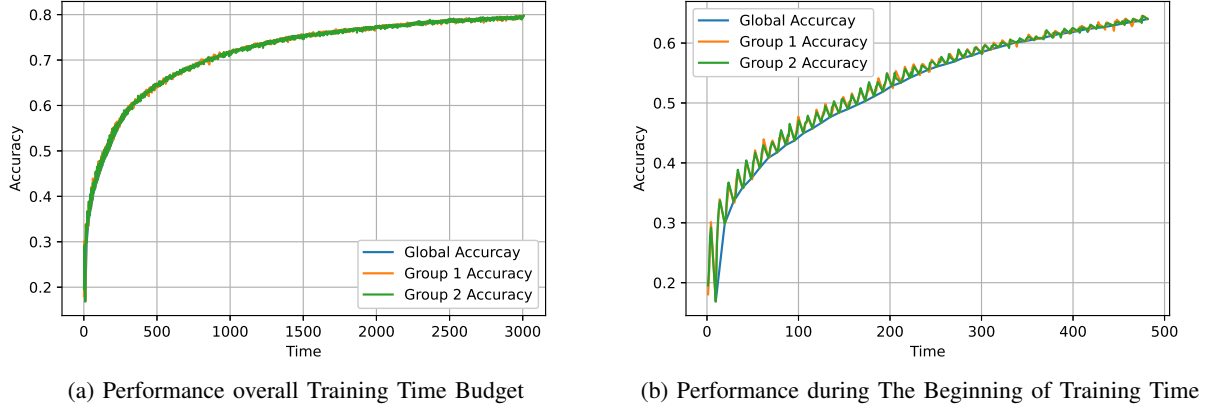 0.8
0.7
0.6
0.5
0.4
0.3
0.2
Accuracy
0
500
1000
1500
2000
2500
3000
Time
Global Accurcay
Group 1 Accuracy
Group 2 Accuracy
(a) Performance overall Training Time Budget
0.6
0.5
0.4
0.3
0.2
Accuracy
0
100
200
300
400
500
Time
Global Accurcay
Group 1 Accuracy
Group 2 Accuracy
(b) Performance during The Beginning of Training Time